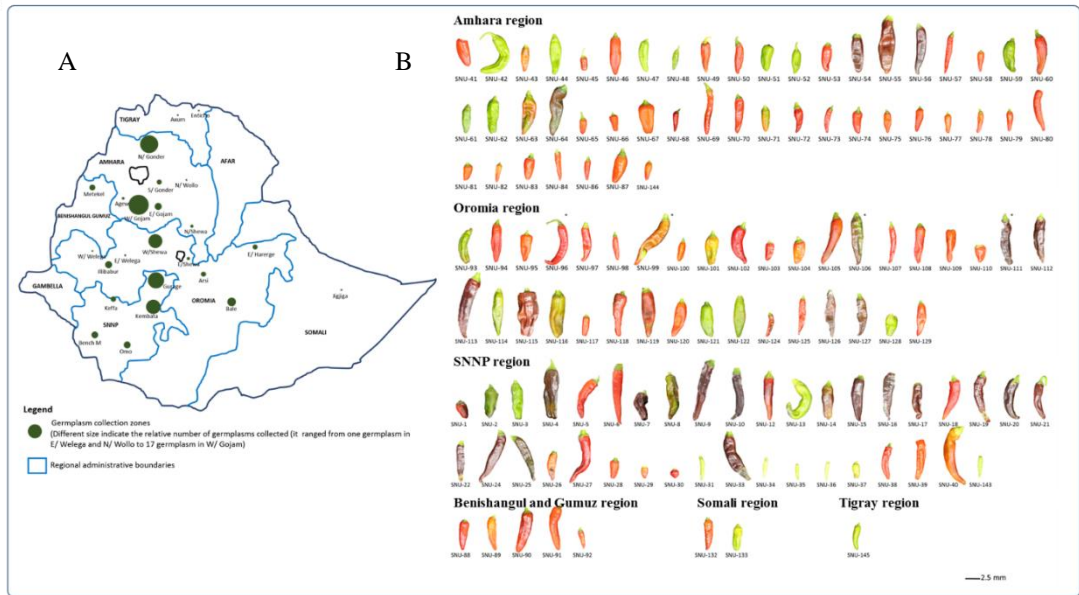 A
TIGRAY
Axum
N/ Gonder
AMHARA
AFAR
S/ Gonder
N/ Wollo
Metekel
Agew
W/ Gojam
E/ Gojam
BENISHANGUL GUMUZ
N/Shewa
W/Shewa
W/ Welega
E/ Welega
E/Shewa
E/ Harerge
Illibabur
Arsi
GAMBELLA
Gurage
OROMIA
Jigjiga
Keffa
Kembata
Bale
SNNP
SOMALI
Bench M
Omo
Legend
Germplasm collection zones
(Different size indicate the relative number of germplasms collected (it ranged from one germplasm in
E/ Welega and N/ Wollo to 17 germplasm in W/ Gojam)
Regional administrative boundaries
B
Amhara region
SNU-41 SNU-42 SNU-43 SNU-44 SNU-45 SNU-46 SNU-47 SNU-48 SNU-49 SNU-50 SNU-51 SNU-52 SNU-53 SNU-54 SNU-55 SNU-56 SNU-57 SNU-58 SNU-59 SNU-60
SNU-61 SNU-62 SNU-63 SNU-64 SNU-65 SNU-66 SNU-67 SNU-68 SNU-69 SNU-70 SNU-71 SNU-72 SNU-73 SNU-74 SNU-75 SNU-76 SNU-77 SNU-78 SNU-79 SNU-80
SNU-81 SNU-82 SNU-83 SNU-84 SNU-86 SNU-87 SNU-144
Oromia region
SNU-93 SNU-94 SNU-95 SNU-96 SNU-97 SNU-98 SNU-99 SNU-100 SNU-101 SNU-102 SNU-103 SNU-104 SNU-105 SNU-106 SNU-107 SNU-108 SNU-109 SNU-110 SNU-111 SNU-112
SNU-113 SNU-114 SNU-115 SNU-116 SNU-117 SNU-118 SNU-119 SNU-120 SNU-121 SNU-122 SNU-124 SNU-125 SNU-126 SNU-127 SNU-128 SNU-129
SNNP region
SNU-1 SNU-2 SNU-3 SNU-4 SNU-5 SNU-6 SNU-7 SNU-8 SNU-9 SNU-10 SNU-12 SNU-13 SNU-14 SNU-15 SNU-16 SNU-17 SNU-18 SNU-19 SNU-20 SNU-21
SNU-22 SNU-24 SNU-25 SNU-26 SNU-27 SNU-28 SNU-29 SNU-30 SNU-31 SNU-33 SNU-34 SNU-35 SNU-36 SNU-37 SNU-38 SNU-39 SNU-40 SNU-143
Benishangul and Gumuz region
SNU-88 SNU-89 SNU-90 SNU-91 SNU-92
Somali region
SNU-132 SNU-133
Tigray region
SNU-145
2.5 mm